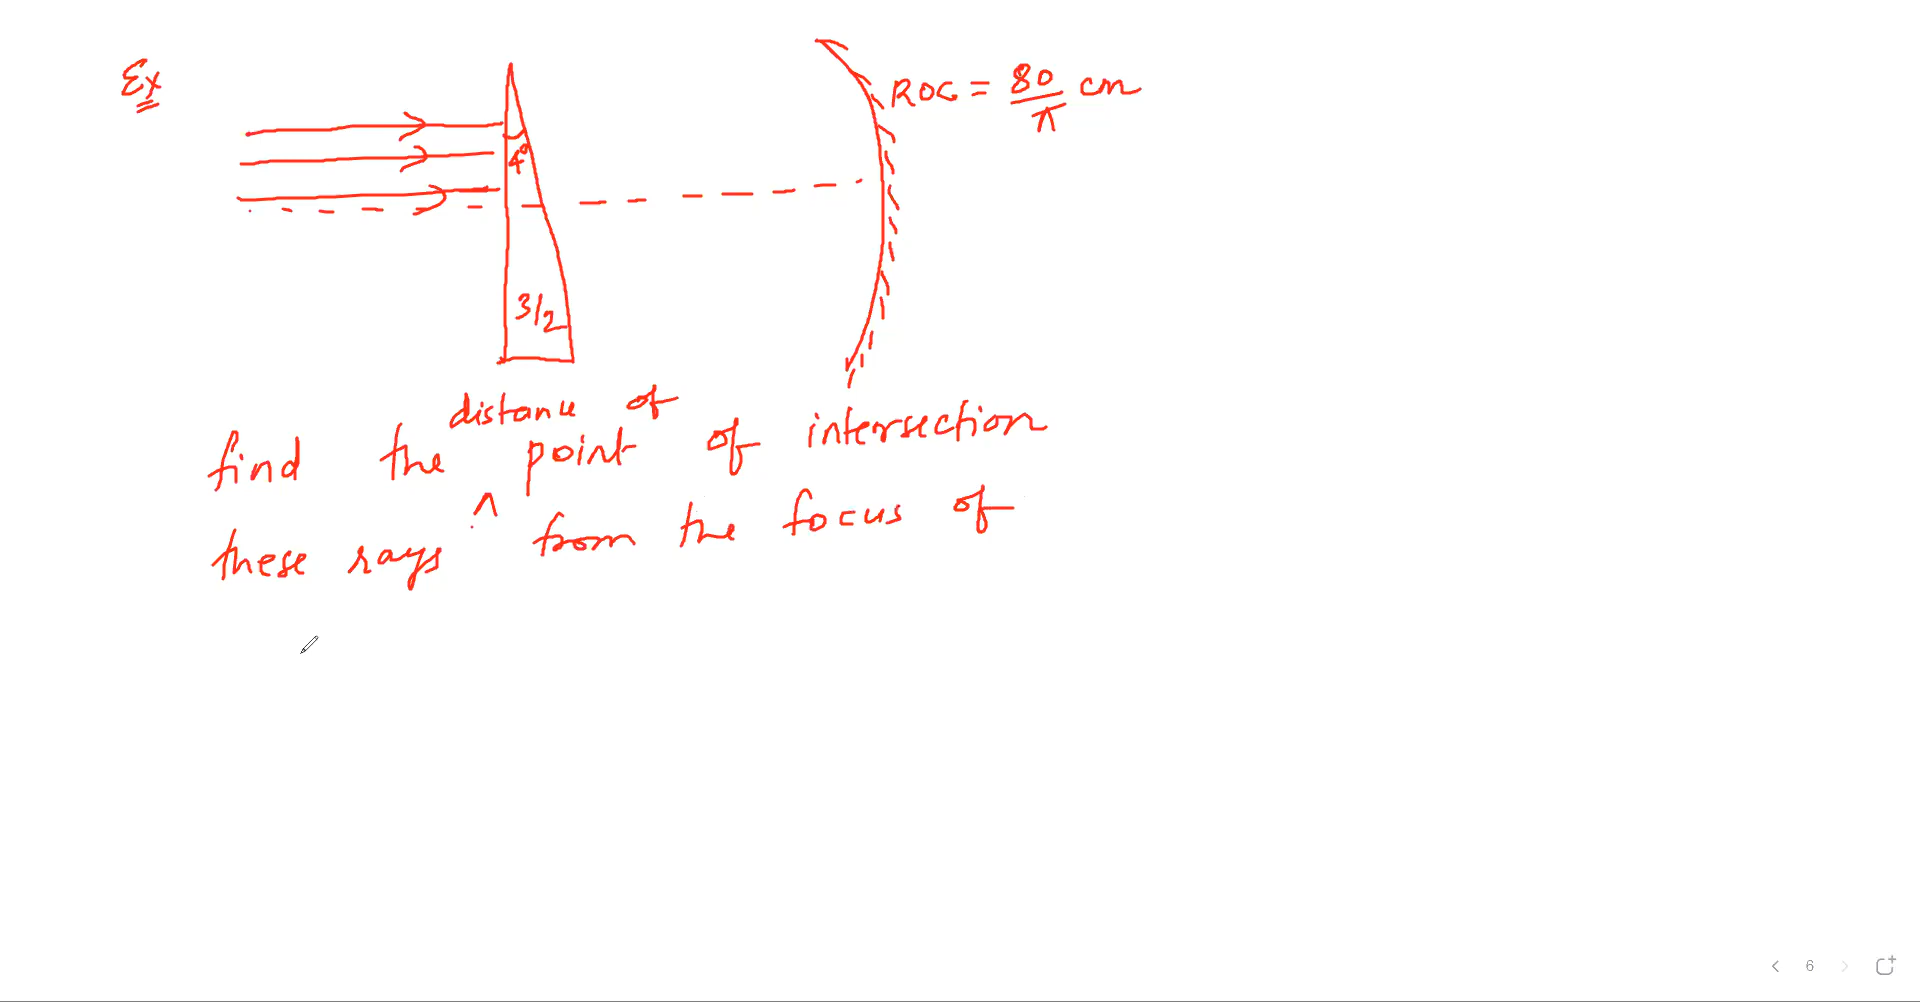 Ex
ROC = 80/π cm
4°
3/2
find the distance of point of intersection
these rays ^ from the focus of
6